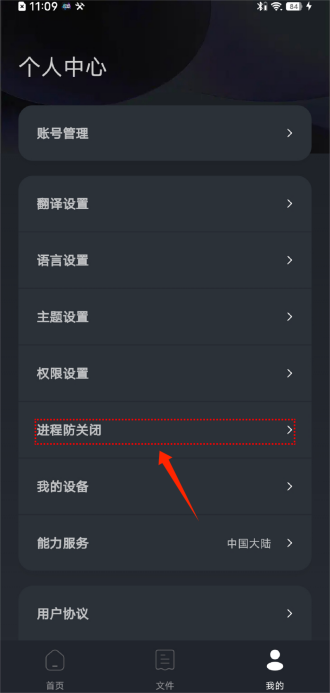 11:09
84
个人中心
账号管理
翻译设置
语言设置
主题设置
权限设置
进程防关闭
我的设备
能力服务 中国大陆
用户协议
首页 文件 我的